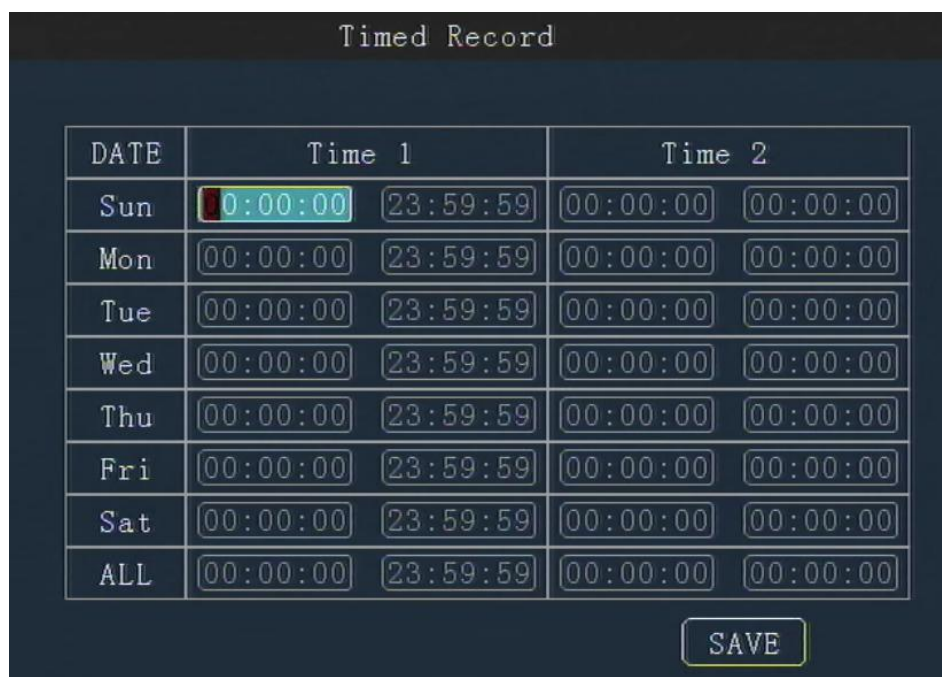 Timed Record
DATE Time 1 Time 2
Sun 00:00:00 23:59:59 00:00:00 00:00:00
Mon 00:00:00 23:59:59 00:00:00 00:00:00
Tue 00:00:00 23:59:59 00:00:00 00:00:00
Wed 00:00:00 23:59:59 00:00:00 00:00:00
Thu 00:00:00 23:59:59 00:00:00 00:00:00
Fri 00:00:00 23:59:59 00:00:00 00:00:00
Sat 00:00:00 23:59:59 00:00:00 00:00:00
ALL 00:00:00 23:59:59 00:00:00 00:00:00
SAVE